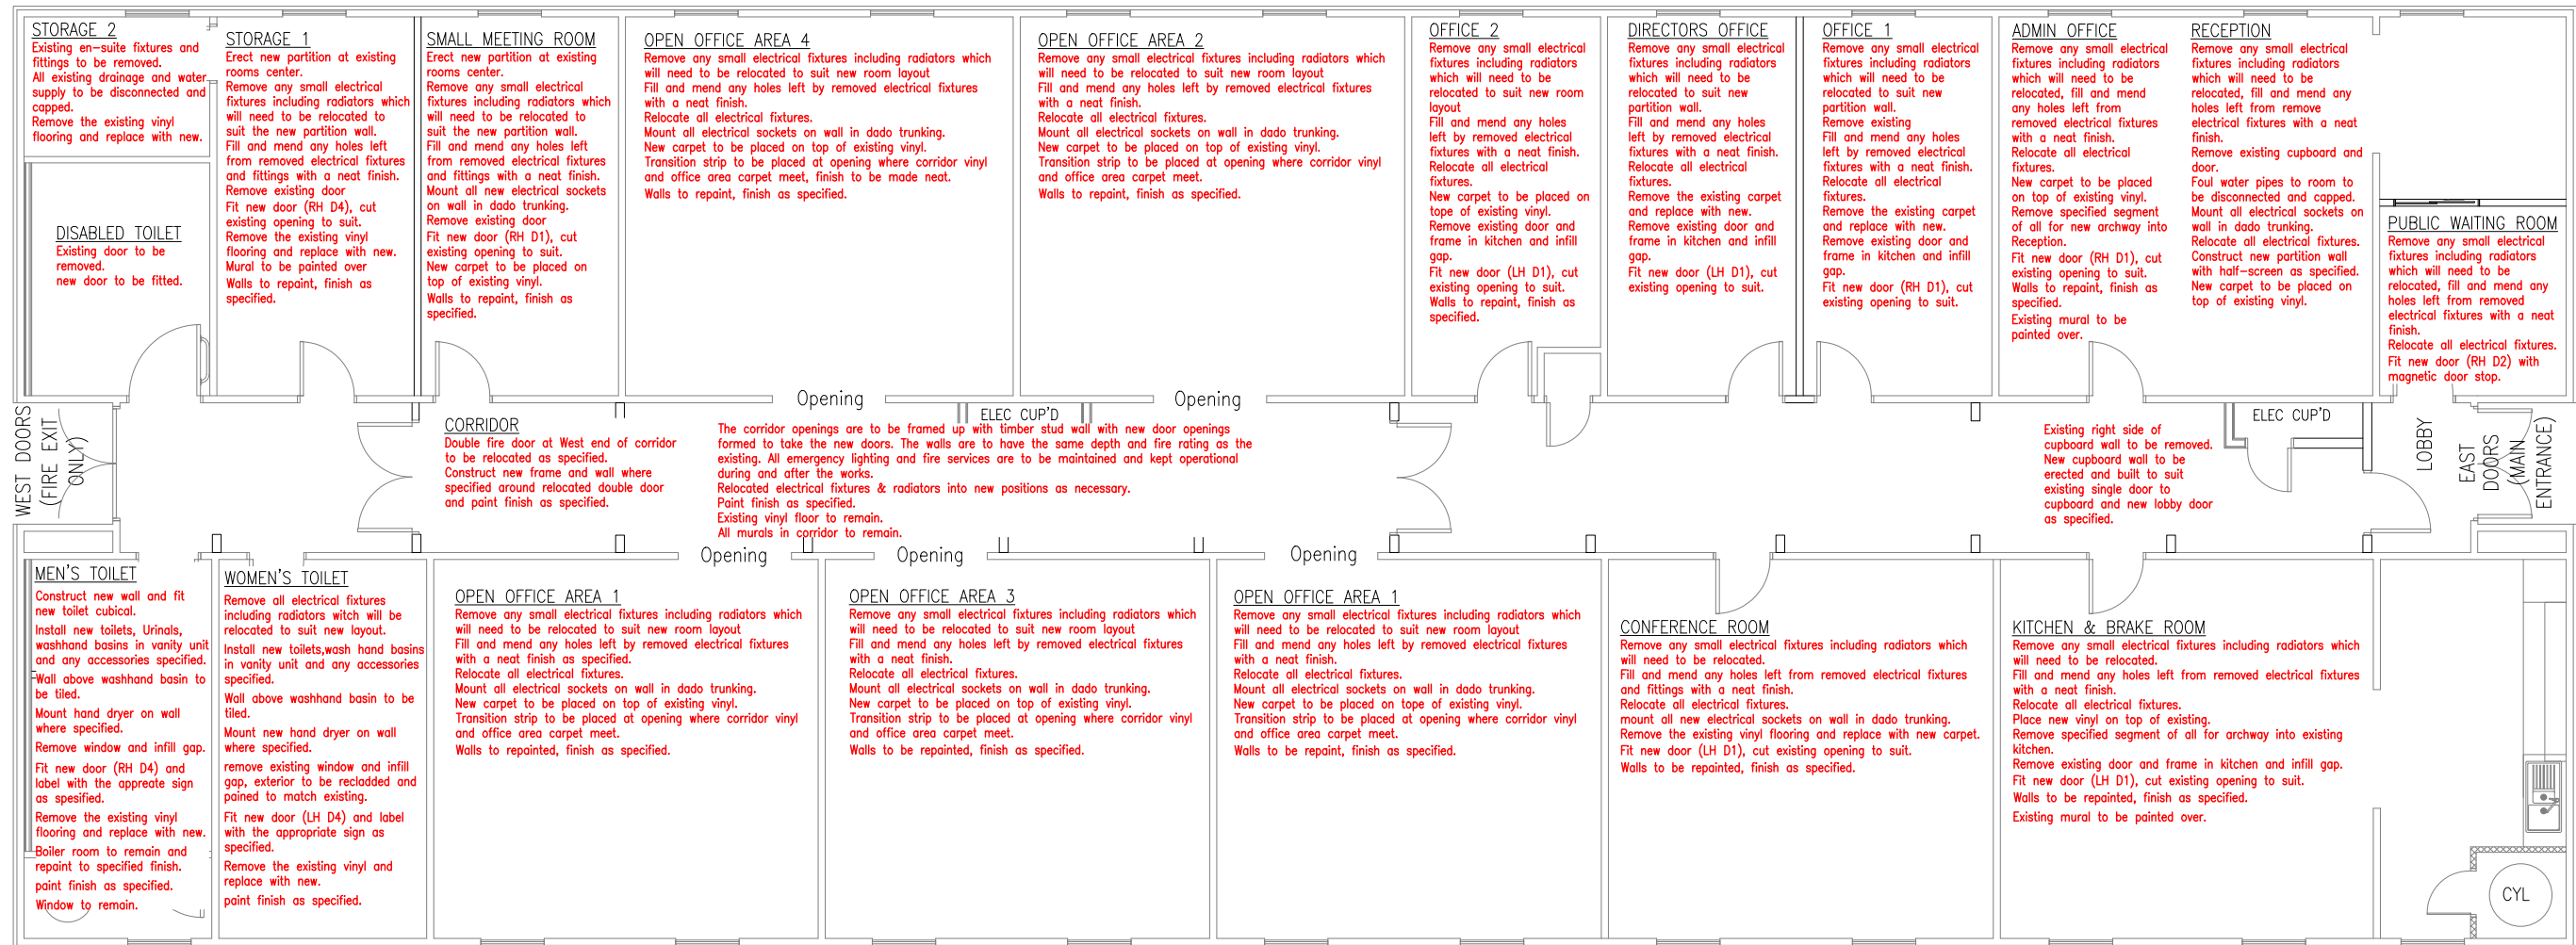 STORAGE 2
Existing en-suite fixtures and
fittings to be removed.
All existing drainage and water
supply to be disconnected and
capped.
Remove the existing vinyl
flooring and replace with new.
DISABLED TOILET
Existing door to be
removed.
new door to be fitted.
STORAGE 1
Erect new partition at existing
rooms center.
Remove any small electrical
fixtures including radiators which
will need to be relocated to
suit the new partition wall.
Fill and mend any holes left
from removed electrical fixtures
and fittings with a neat finish.
Remove existing door
Fit new door (RH D4), cut
existing opening to suit.
Remove the existing vinyl
flooring and replace with new.
Mural to be painted over
Walls to repaint, finish as
specified.
SMALL MEETING ROOM
Erect new partition at existing
rooms center.
Remove any small electrical
fixtures including radiators which
will need to be relocated to
suit the new partition wall.
Fill and mend any holes left
from removed electrical fixtures
and fittings with a neat finish.
Mount all new electrical sockets
on wall in dado trunking.
Remove existing door
Fit new door (RH D1), cut
existing opening to suit.
New carpet to be placed on
top of existing vinyl.
Walls to repaint, finish as
specified.
OPEN OFFICE AREA 4
Remove any small electrical fixtures including radiators which
will need to be relocated to suit new room layout
Fill and mend any holes left by removed electrical fixtures
with a neat finish.
Relocate all electrical fixtures.
Mount all electrical sockets on wall in dado trunking.
New carpet to be placed on top of existing vinyl.
Transition strip to be placed at opening where corridor vinyl
and office area carpet meet, finish to be made neat.
Walls to repaint, finish as specified.
OPEN OFFICE AREA 2
Remove any small electrical fixtures including radiators which
will need to be relocated to suit new room layout
Fill and mend any holes left by removed electrical fixtures
with a neat finish.
Relocate all electrical fixtures.
Mount all electrical sockets on wall in dado trunking.
New carpet to be placed on top of existing vinyl.
Transition strip to be placed at opening where corridor vinyl
and office area carpet meet.
Walls to repaint, finish as specified.
OFFICE 2
Remove any small electrical
fixtures including radiators
which will need to be
relocated to suit new room
layout
Fill and mend any holes
left by removed electrical
fixtures with a neat finish.
Relocate all electrical
fixtures.
New carpet to be placed on
tope of existing vinyl.
Remove existing door and
frame in kitchen and infill
gap.
Fit new door (LH D1), cut
existing opening to suit.
Walls to repaint, finish as
specified.
DIRECTORS OFFICE
Remove any small electrical
fixtures including radiators
which will need to be
relocated to suit new
partition wall.
Fill and mend any holes
left by removed electrical
fixtures with a neat finish.
Relocate all electrical
fixtures.
Remove the existing carpet
and replace with new.
Remove existing door and
frame in kitchen and infill
gap.
Fit new door (LH D1), cut
existing opening to suit.
OFFICE 1
Remove any small electrical
fixtures including radiators
which will need to be
relocated to suit new
partition wall.
Remove existing
Fill and mend any holes
left by removed electrical
fixtures with a neat finish.
Relocate all electrical
fixtures.
Remove the existing carpet
and replace with new.
Remove existing door and
frame in kitchen and infill
gap.
Fit new door (RH D1), cut
existing opening to suit.
ADMIN OFFICE
Remove any small electrical
fixtures including radiators
which will need to be
relocated, fill and mend
any holes left from
removed electrical fixtures
with a neat finish.
Relocate all electrical
fixtures.
New carpet to be placed
on top of existing vinyl.
Remove specified segment
of all for new archway into
Reception.
Fit new door (RH D1), cut
existing opening to suit.
Walls to repaint, finish as
specified.
Existing mural to be
painted over.
RECEPTION
Remove any small electrical
fixtures including radiators
which will need to be
relocated, fill and mend any
holes left from remove
electrical fixtures with a neat
finish.
Remove existing cupboard and
door.
Foul water pipes to room to
be disconnected and capped.
Mount all electrical sockets on
wall in dado trunking.
Relocate all electrical fixtures.
Construct new partition wall
with half-screen as specified.
New carpet to be placed on
top of existing vinyl.
PUBLIC WAITING ROOM
Remove any small electrical
fixtures including radiators
which will need to be
relocated, fill and mend any
holes left from removed
electrical fixtures with a neat
finish.
Relocate all electrical fixtures.
Fit new door (RH D2) with
magnetic door stop.
Opening
Opening
WEST DOORS
(FIRE EXIT
ONLY)
CORRIDOR
Double fire door at West end of corridor
to be relocated as specified.
Construct new frame and wall where
specified around relocated double door
and paint finish as specified.
ELEC CUP'D
The corridor openings are to be framed up with timber stud wall with new door openings
formed to take the new doors. The walls are to have the same depth and fire rating as the
existing. All emergency lighting and fire services are to be maintained and kept operational
during and after the works.
Relocated electrical fixtures & radiators into new positions as necessary.
Paint finish as specified.
Existing vinyl floor to remain.
All murals in corridor to remain.
Existing right side of
cupboard wall to be removed.
New cupboard wall to be
erected and built to suit
existing single door to
cupboard and new lobby door
as specified.
ELEC CUP'D
LOBBY
EAST
DOORS
(MAIN
ENTRANCE)
Opening
Opening
Opening
MEN'S TOILET
Construct new wall and fit
new toilet cubical.
Install new toilets, Urinals,
washhand basins in vanity unit
and any accessories specified.
Wall above washhand basin to
be tiled.
Mount hand dryer on wall
where specified.
Remove window and infill gap.
Fit new door (RH D4) and
label with the appreate sign
as spesified.
Remove the existing vinyl
flooring and replace with new.
Boiler room to remain and
repaint to specified finish.
paint finish as specified.
Window to remain.
WOMEN'S TOILET
Remove all electrical fixtures
including radiators witch will be
relocated to suit new layout.
Install new toilets,wash hand basins
in vanity unit and any accessories
specified.
Wall above washhand basin to be
tiled.
Mount new hand dryer on wall
where specified.
remove existing window and infill
gap, exterior to be recladded and
pained to match existing.
Fit new door (LH D4) and label
with the appropriate sign as
specified.
Remove the existing vinyl and
replace with new.
paint finish as specified.
OPEN OFFICE AREA 1
Remove any small electrical fixtures including radiators which
will need to be relocated to suit new room layout
Fill and mend any holes left by removed electrical fixtures
with a neat finish as specified.
Relocate all electrical fixtures.
Mount all electrical sockets on wall in dado trunking.
New carpet to be placed on top of existing vinyl.
Transition strip to be placed at opening where corridor vinyl
and office area carpet meet.
Walls to repainted, finish as specified.
OPEN OFFICE AREA 3
Remove any small electrical fixtures including radiators which
will need to be relocated to suit new room layout
Fill and mend any holes left by removed electrical fixtures
with a neat finish.
Relocate all electrical fixtures.
Mount all electrical sockets on wall in dado trunking.
New carpet to be placed on top of existing vinyl.
Transition strip to be placed at opening where corridor vinyl
and office area carpet meet.
Walls to be repainted, finish as specified.
OPEN OFFICE AREA 1
Remove any small electrical fixtures including radiators which
will need to be relocated to suit new room layout
Fill and mend any holes left by removed electrical fixtures
with a neat finish.
Relocate all electrical fixtures.
Mount all electrical sockets on wall in dado trunking.
New carpet to be placed on tope of existing vinyl.
Transition strip to be placed at opening where corridor vinyl
and office area carpet meet.
Walls to be repaint, finish as specified.
CONFERENCE ROOM
Remove any small electrical fixtures including radiators which
will need to be relocated.
Fill and mend any holes left from removed electrical fixtures
and fittings with a neat finish.
Relocate all electrical fixtures.
mount all new electrical sockets on wall in dado trunking.
Remove the existing vinyl flooring and replace with new carpet.
Fit new door (LH D1), cut existing opening to suit.
Walls to be repainted, finish as specified.
KITCHEN & BRAKE ROOM
Remove any small electrical fixtures including radiators which
will need to be relocated.
Fill and mend any holes left from removed electrical fixtures
with a neat finish.
Relocate all electrical fixtures.
Place new vinyl on top of existing.
Remove specified segment of all for archway into existing
kitchen.
Remove existing door and frame in kitchen and infill gap.
Fit new door (LH D1), cut existing opening to suit.
Walls to be repainted, finish as specified.
Existing mural to be painted over.
CYL